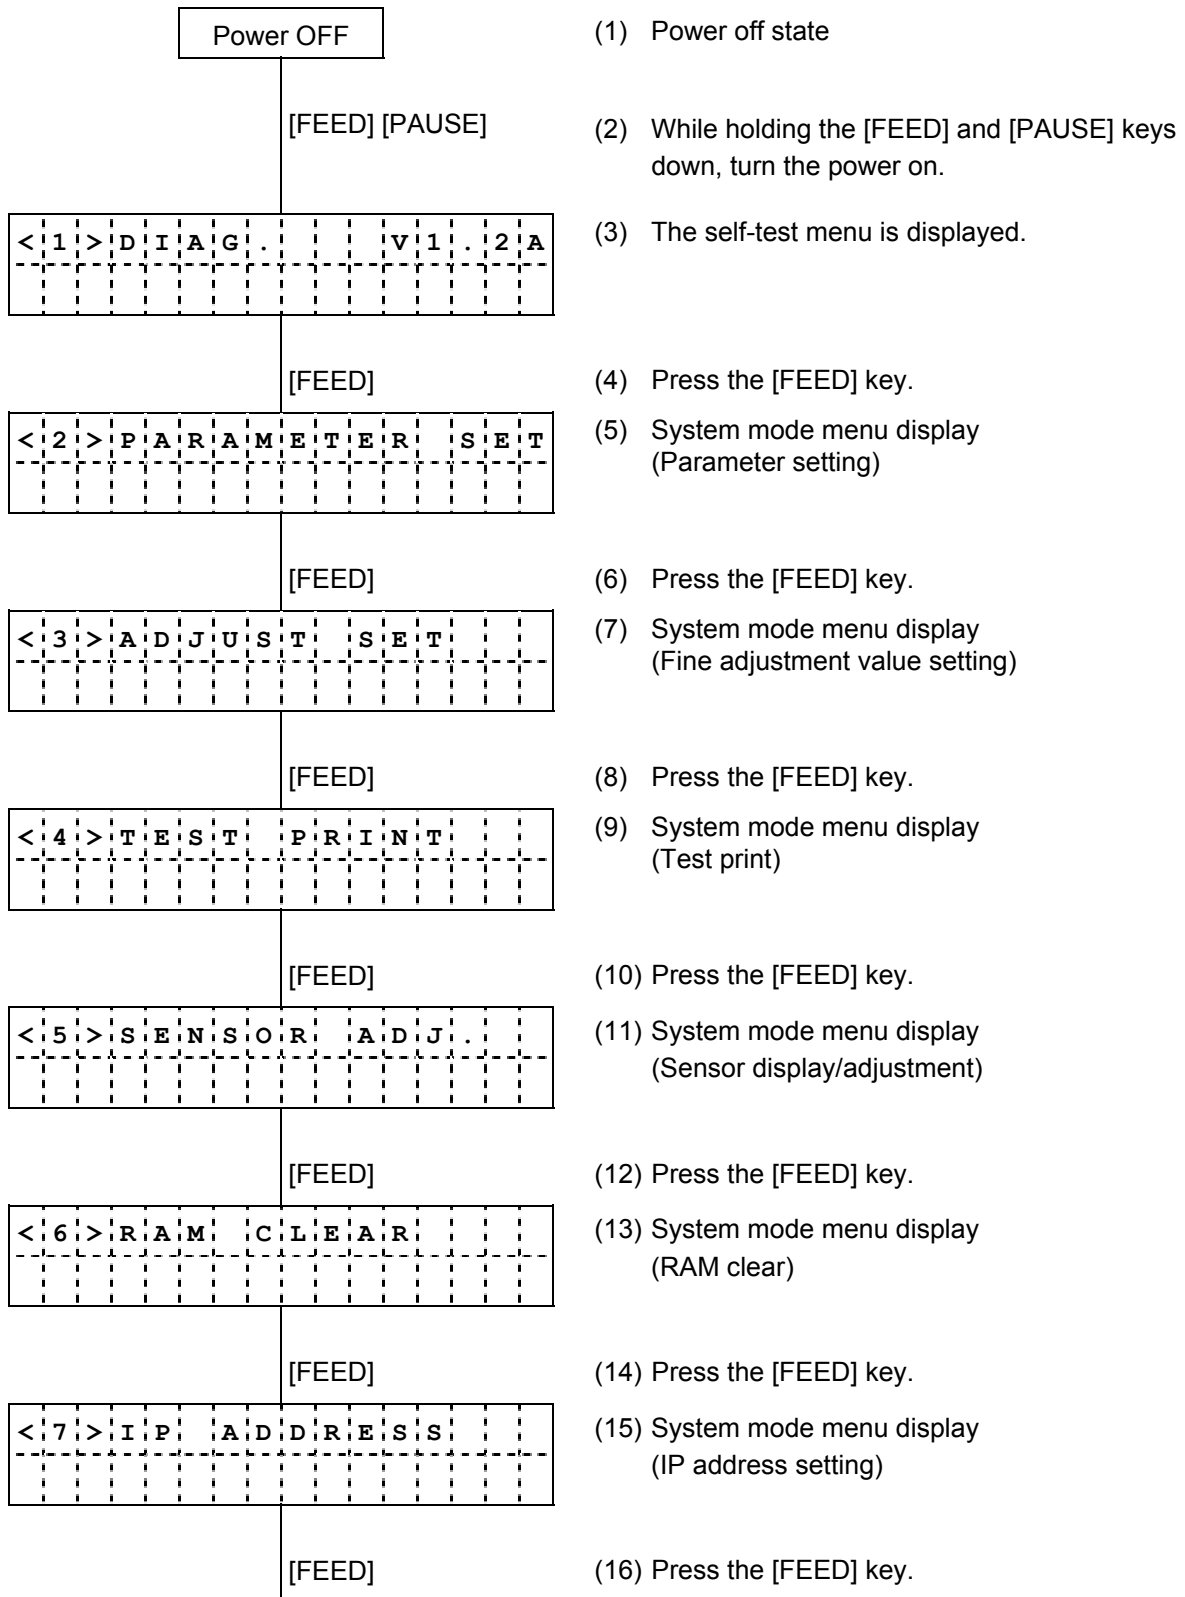 Power OFF
(1) Power off state
[FEED] [PAUSE]
(2) While holding the [FEED] and [PAUSE] keys
down, turn the power on.
<1>DIAG.    V1.2A
(3) The self-test menu is displayed.
[FEED]
(4) Press the [FEED] key.
<2>PARAMETER SET
(5) System mode menu display
(Parameter setting)
[FEED]
(6) Press the [FEED] key.
<3>ADJUST SET
(7) System mode menu display
(Fine adjustment value setting)
[FEED]
(8) Press the [FEED] key.
<4>TEST PRINT
(9) System mode menu display
(Test print)
[FEED]
(10) Press the [FEED] key.
<5>SENSOR ADJ.
(11) System mode menu display
(Sensor display/adjustment)
[FEED]
(12) Press the [FEED] key.
<6>RAM CLEAR
(13) System mode menu display
(RAM clear)
[FEED]
(14) Press the [FEED] key.
<7>IP ADDRESS
(15) System mode menu display
(IP address setting)
[FEED]
(16) Press the [FEED] key.